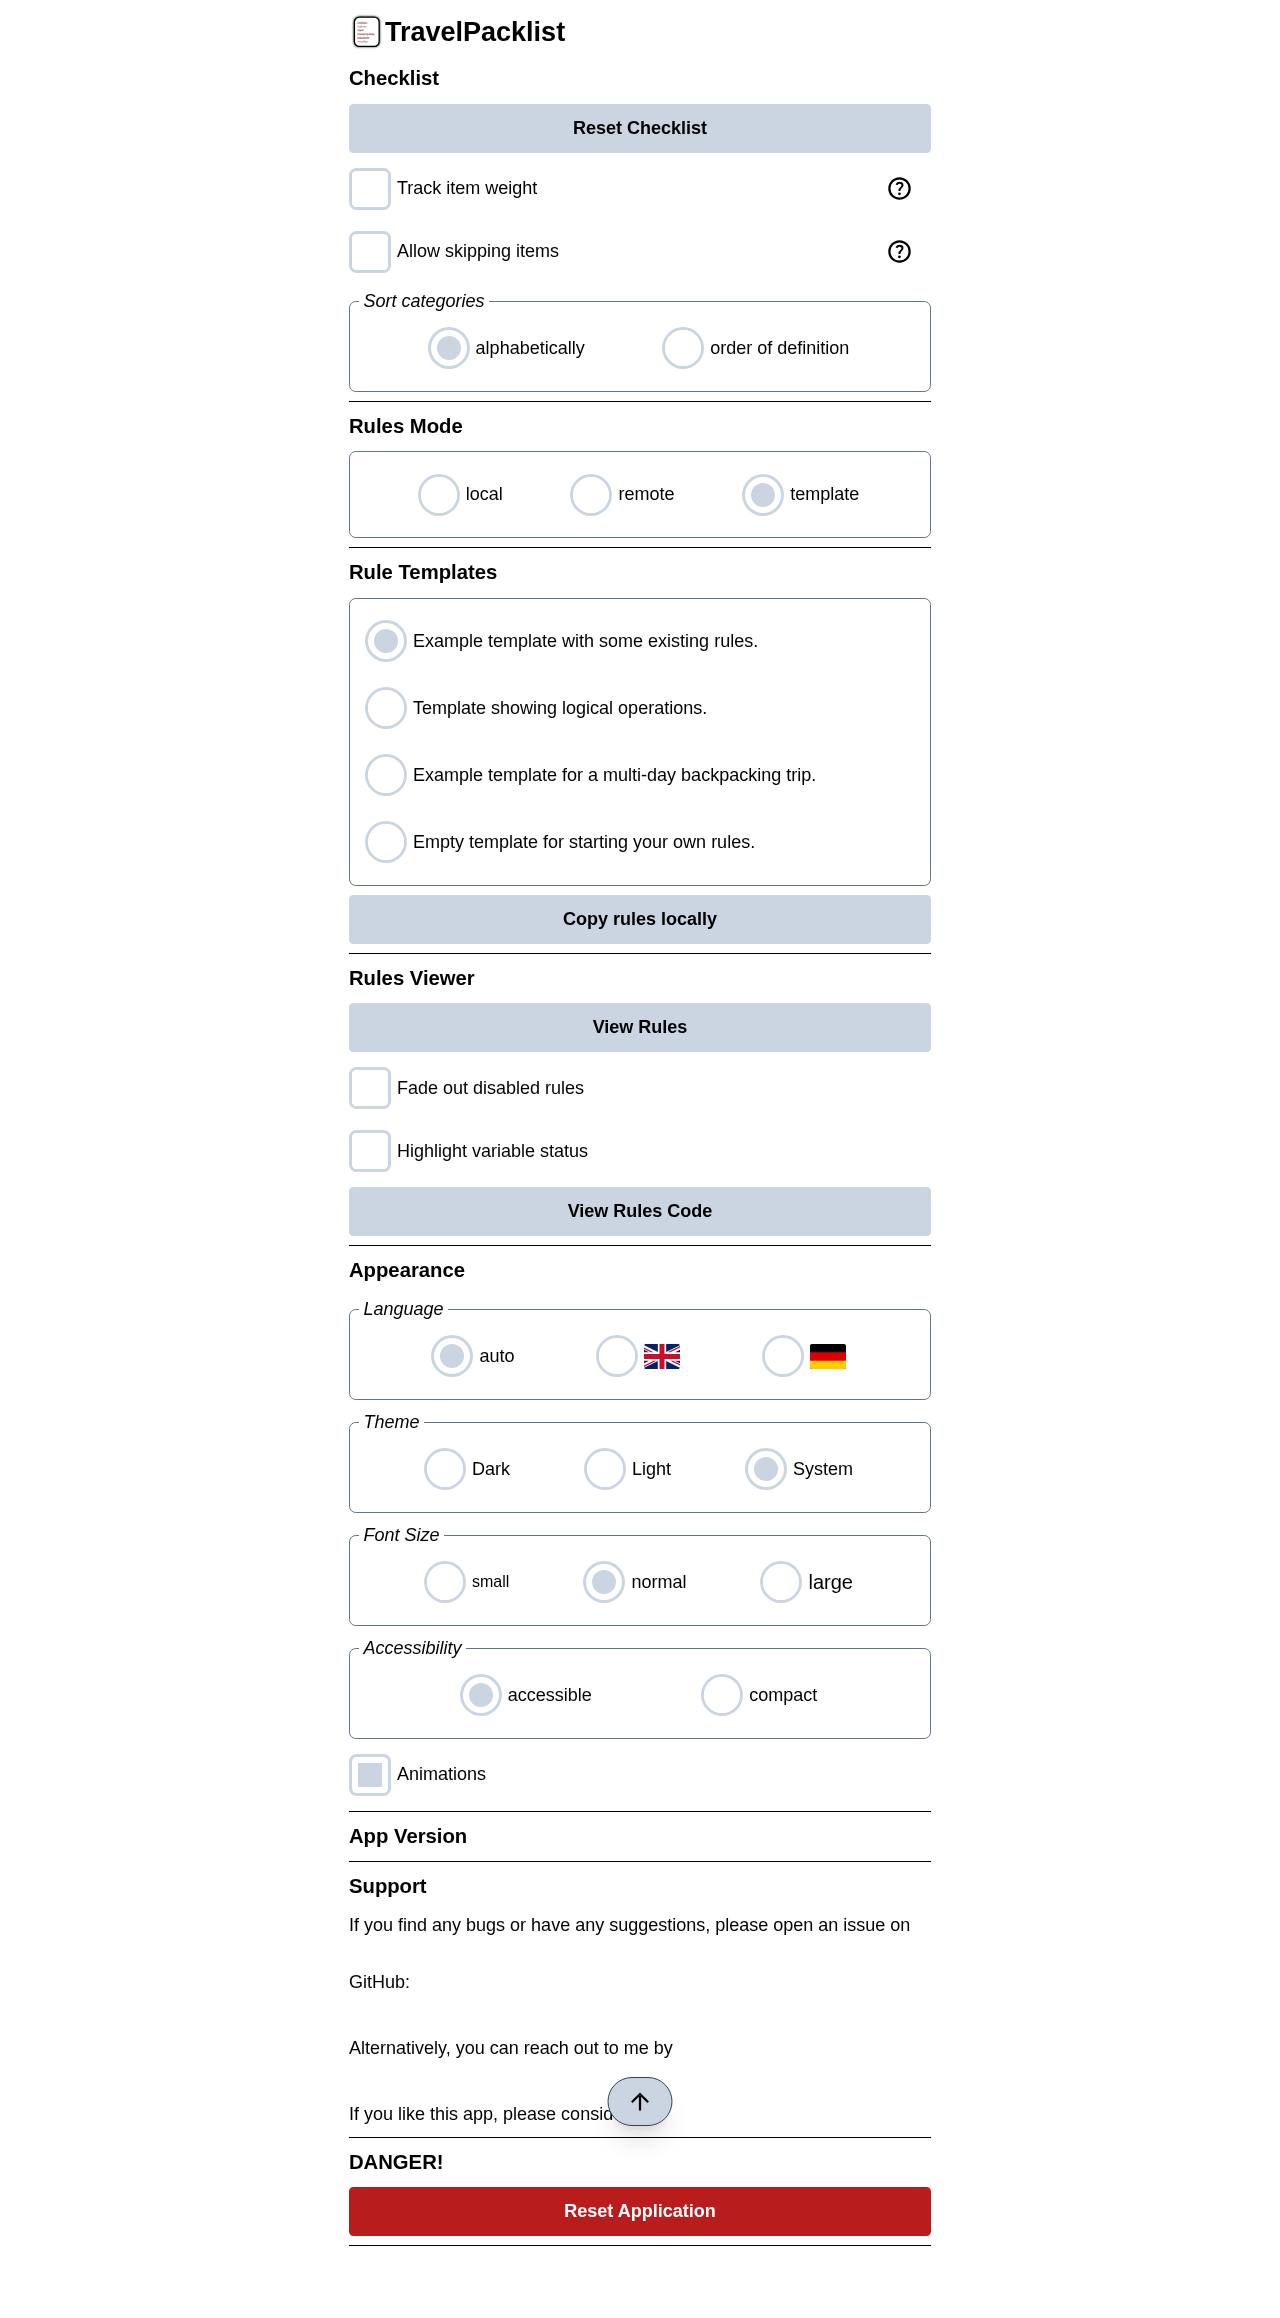 TravelPacklist
Checklist
Reset Checklist
Track item weight
Allow skipping items
Sort categories
alphabetically
order of definition
Rules Mode
local
remote
template
Rule Templates
Example template with some existing rules.
Template showing logical operations.
Example template for a multi-day backpacking trip.
Empty template for starting your own rules.
Copy rules locally
Rules Viewer
View Rules
Fade out disabled rules
Highlight variable status
View Rules Code
Appearance
Language
auto
Theme
Dark
Light
System
Font Size
small
normal
large
Accessibility
accessible
compact
Animations
App Version
Support
If you find any bugs or have any suggestions, please open an issue on
GitHub:
Alternatively, you can reach out to me by
If you like this app, please consid
DANGER!
Reset Application